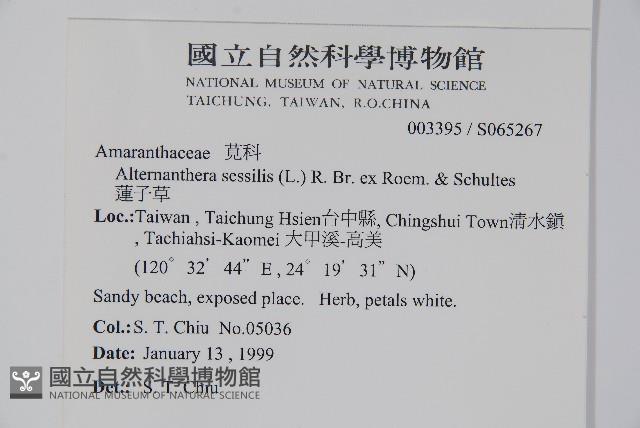 國立自然科學博物館
NATIONAL MUSEUM OF NATURAL SCIENCE
TAICHUNG, TAIWAN, R.O.CHINA
003395 / S065267
Amaranthaceae 莧科
Alternanthera sessilis (L.) R. Br. ex Roem. & Schultes
蓮子草
Loc.:Taiwan , Taichung Hsien台中縣, Chingshui Town清水鎮
, Tachiahsi-Kaomei 大甲溪-高美
(120° 32’ 44” E , 24° 19’ 31” N)
Sandy beach, exposed place. Herb, petals white.
Col.: S. T. Chiu No.05036
Date: January 13 , 1999
Det.: S. T. Chiu
國立自然科學博物館
NATIONAL MUSEUM OF NATURAL SCIENCE